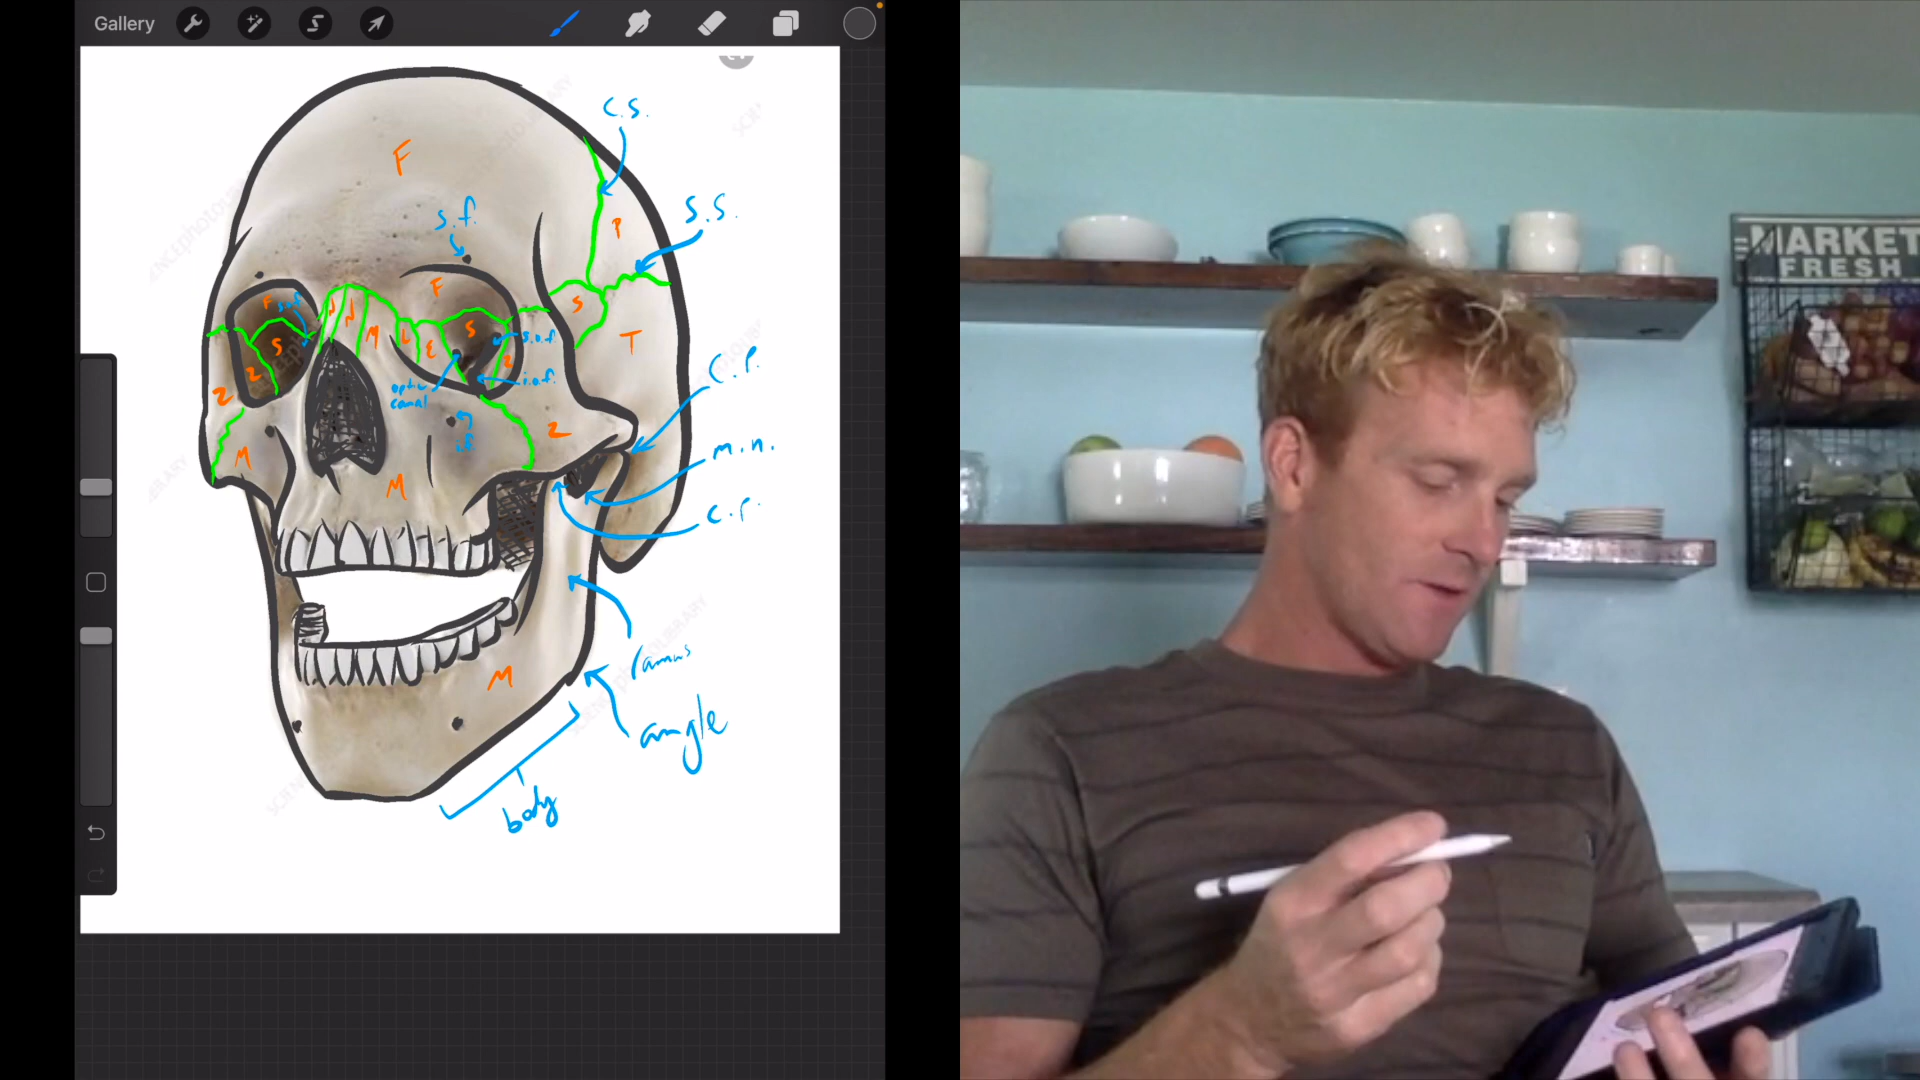 Gallery
C.S.
F
S.S.
P
s.f.
F
F
s.o.f.
N
N
S
M
L
E
S
s.o.f.
T
S
Z
Z
i.o.f.
optic
canal
C.P.
Z
i.f.
Z
m.n.
M
M
C.P.
ramus
M
angle
body
MARKET
FRESH